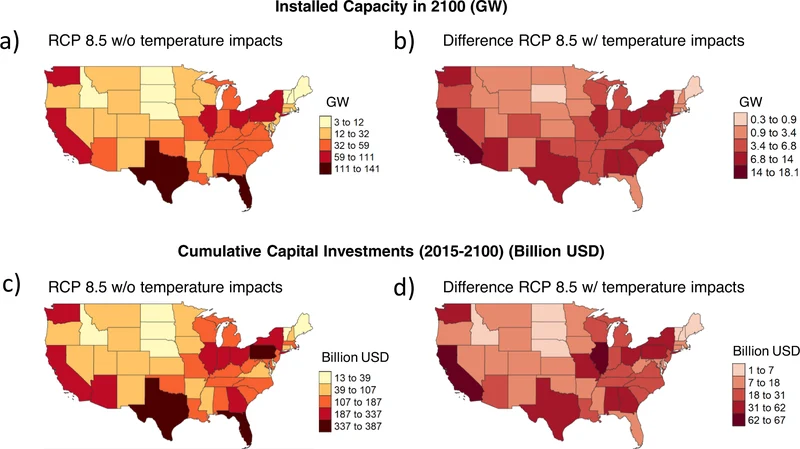 Installed Capacity in 2100 (GW)
a) RCP 8.5 w/o temperature impacts
GW
3 to 12
12 to 32
32 to 59
59 to 111
111 to 141
b) Difference RCP 8.5 w/ temperature impacts
GW
0.3 to 0.9
0.9 to 3.4
3.4 to 6.8
6.8 to 14
14 to 18.1
Cumulative Capital Investments (2015-2100) (Billion USD)
c) RCP 8.5 w/o temperature impacts
Billion USD
13 to 39
39 to 107
107 to 187
187 to 337
337 to 387
d) Difference RCP 8.5 w/ temperature impacts
Billion USD
1 to 7
7 to 18
18 to 31
31 to 62
62 to 67